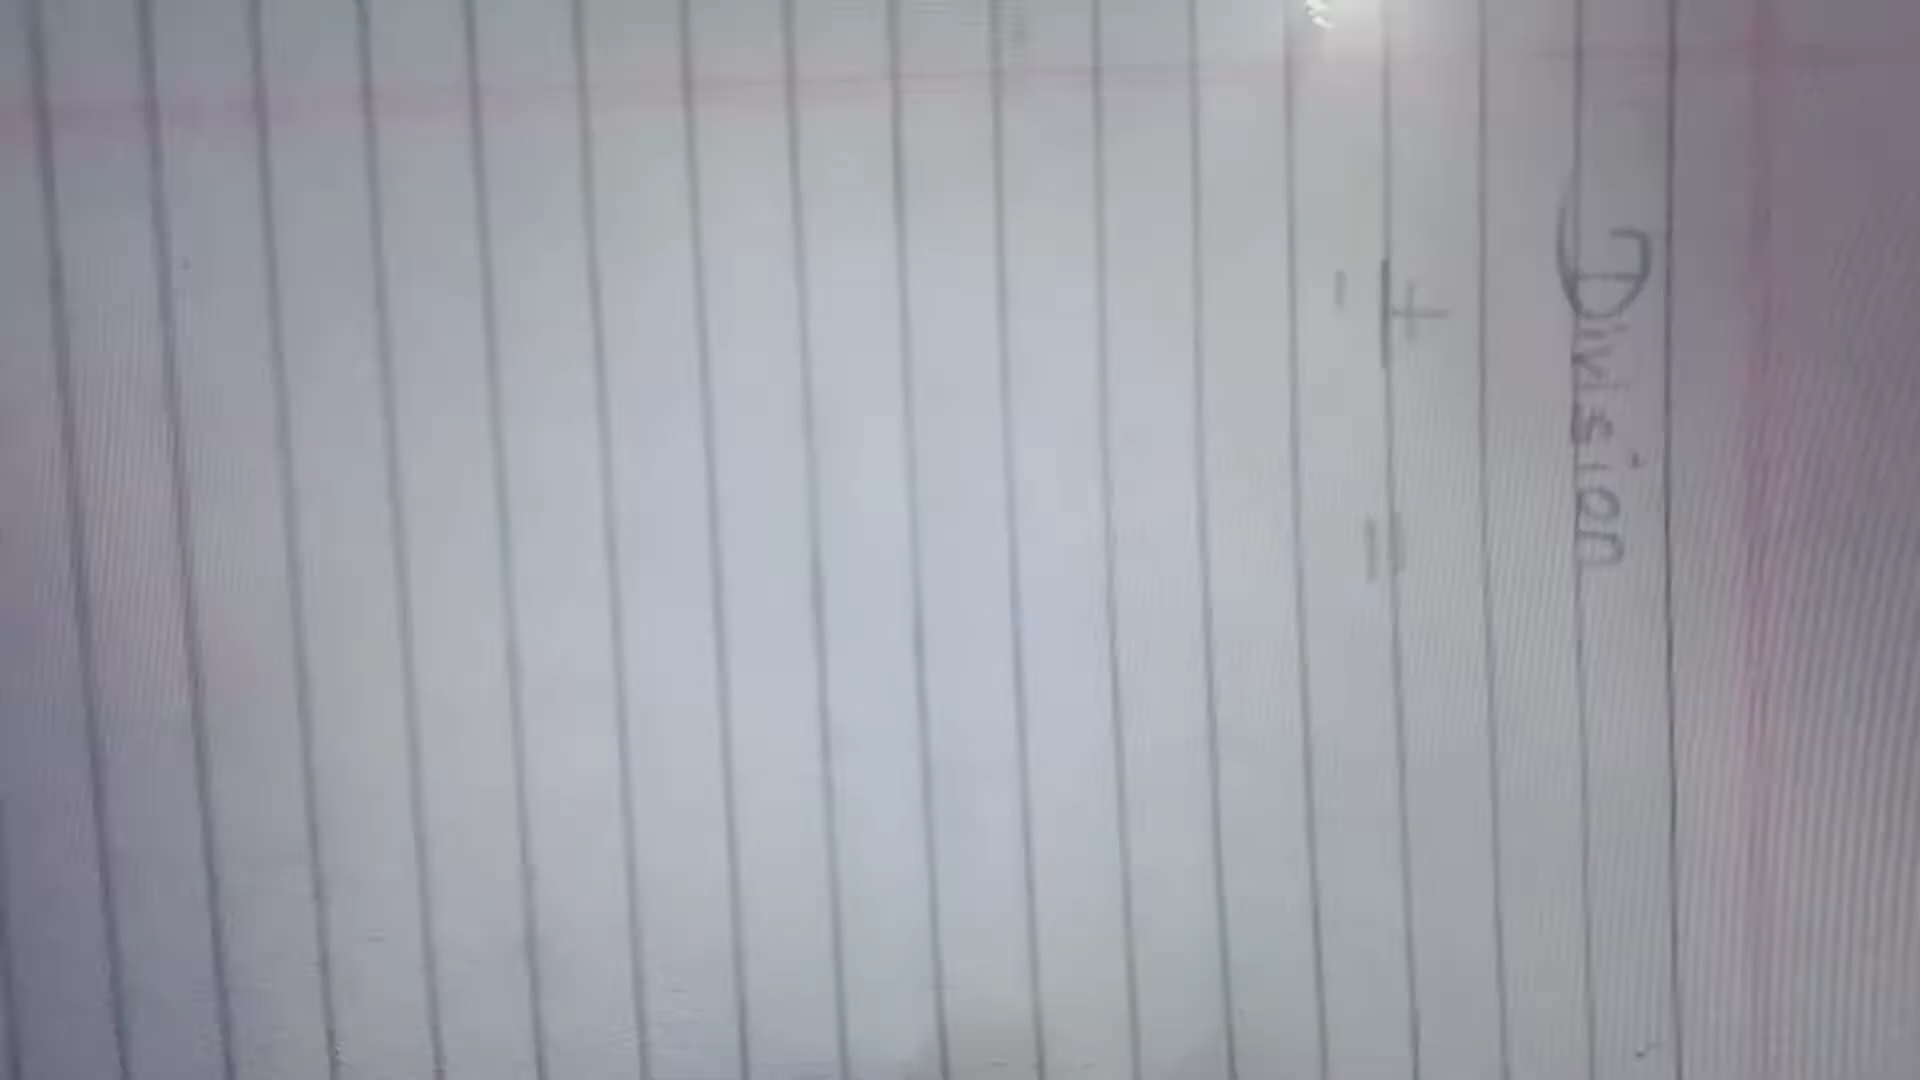 Division
+
- =